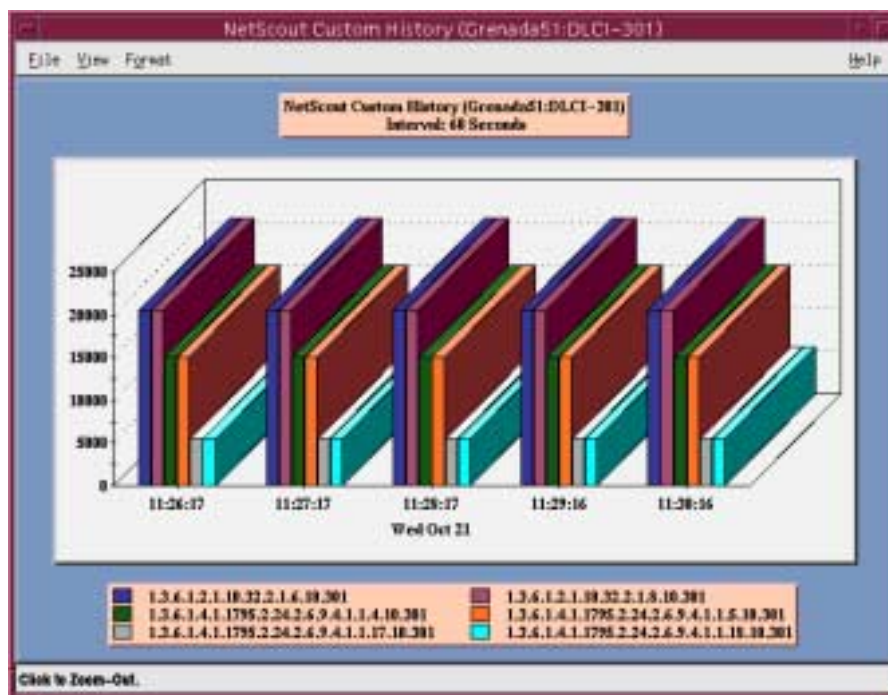 NetScout Custom History (Grenada51:DLCI-301)
File View Format Help
NetScout Custom History (Grenada51:DLCI-301)
Interval: 60 Seconds
25000
20000
15000
10000
5000
0
11:26:17 11:27:17 11:28:17 11:29:16 11:30:16
Wed Oct 21
1.3.6.1.2.1.10.32.2.1.6.10.301 1.3.6.1.2.1.10.32.2.1.8.10.301
1.3.6.1.4.1.1795.2.24.2.6.9.4.1.1.4.10.301 1.3.6.1.4.1.1795.2.24.2.6.9.4.1.1.5.10.301
1.3.6.1.4.1.1795.2.24.2.6.9.4.1.1.17.10.301 1.3.6.1.4.1.1795.2.24.2.6.9.4.1.1.18.10.301
Click to Zoom-Out.